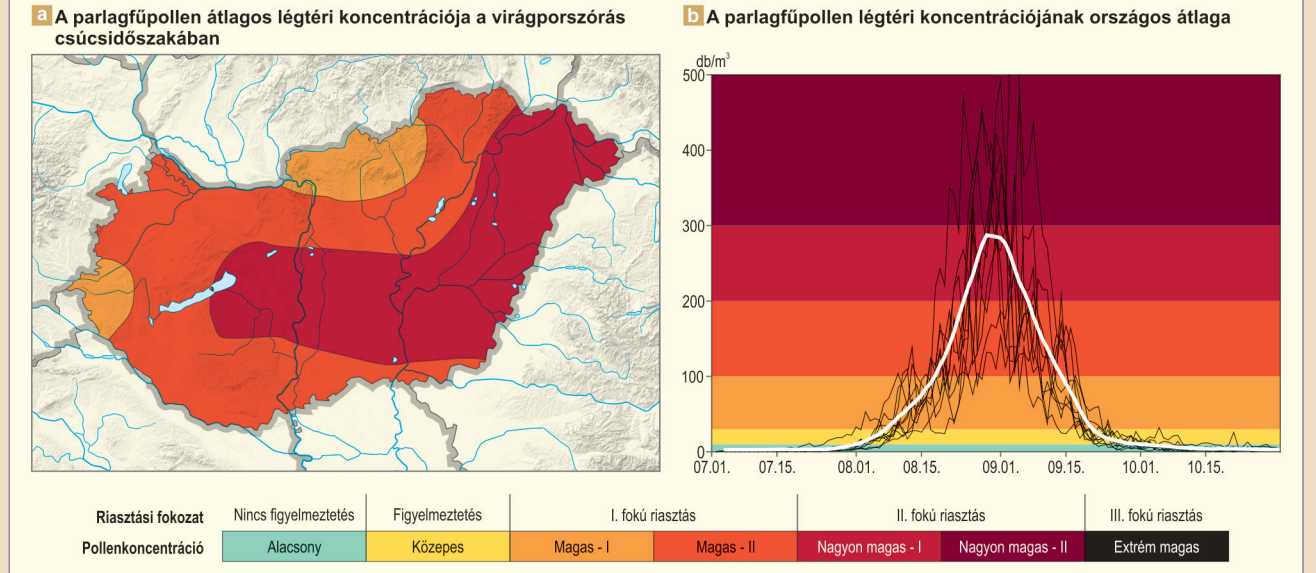 a A parlagfűpollen átlagos légtéri koncentrációja a virágporszórás
csúcsidőszakában
b A parlagfűpollen légtéri koncentrációjának országos átlaga
db/m³
500
400
300
200
100
0
07.01. 07.15. 08.01. 08.15. 09.01. 09.15. 10.01. 10.15.
Riasztási fokozat Nincs figyelmeztetés Figyelmeztetés I. fokú riasztás II. fokú riasztás III. fokú riasztás
Pollenkoncentráció Alacsony Közepes Magas - I Magas - II Nagyon magas - I Nagyon magas - II Extrém magas